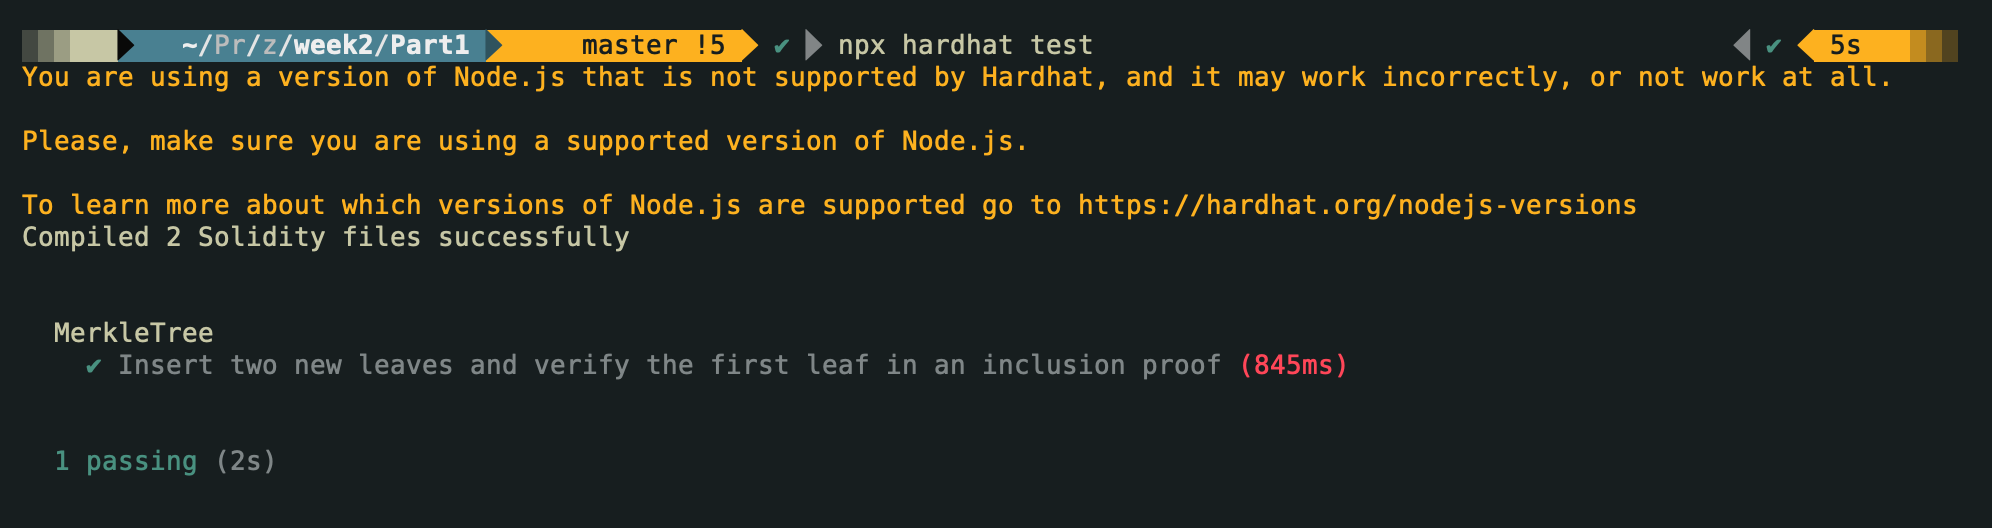 ~/Pr/z/week2/Part1 master !5 ✔ npx hardhat test ✔ 5s
You are using a version of Node.js that is not supported by Hardhat, and it may work incorrectly, or not work at all.
Please, make sure you are using a supported version of Node.js.
To learn more about which versions of Node.js are supported go to https://hardhat.org/nodejs-versions
Compiled 2 Solidity files successfully
MerkleTree
✔ Insert two new leaves and verify the first leaf in an inclusion proof (845ms)
1 passing (2s)